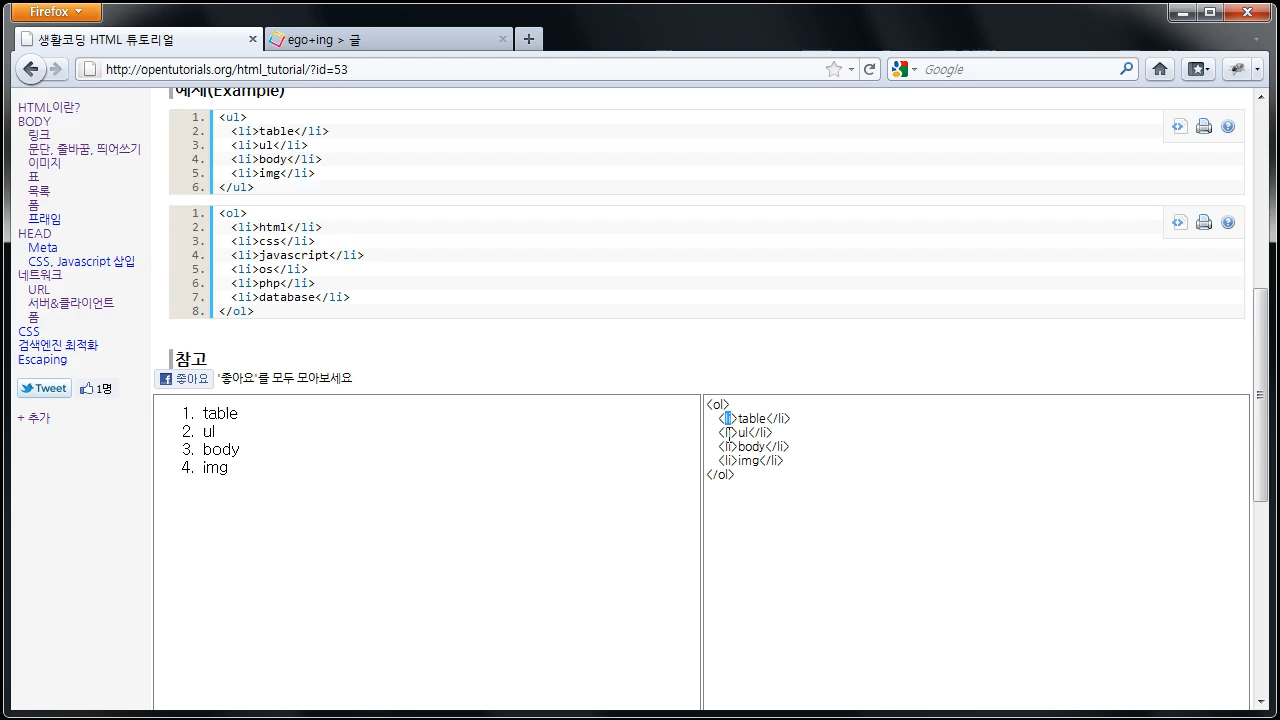 Firefox
생활코딩 HTML 튜토리얼
ego+ing > 글
http://opentutorials.org/html_tutorial/?id=53
Google
HTML이란?
BODY
링크
문단, 줄바꿈, 띄어쓰기
이미지
표
목록
폼
프래임
HEAD
Meta
CSS, Javascript 삽입
네트워크
URL
서버&클라이언트
폼
CSS
검색엔진 최적화
Escaping
Tweet
1명
+ 추가
예제(Example)
1. <ul>
2. <li>table</li>
3. <li>ul</li>
4. <li>body</li>
5. <li>img</li>
6. </ul>
1. <ol>
2. <li>html</li>
3. <li>css</li>
4. <li>javascript</li>
5. <li>os</li>
6. <li>php</li>
7. <li>database</li>
8. </ol>
참고
좋아요 '좋아요'를 모두 모아보세요
1. table
2. ul
3. body
4. img
<ol>
<li>table</li>
<li>ul</li>
<li>body</li>
<li>img</li>
</ol>